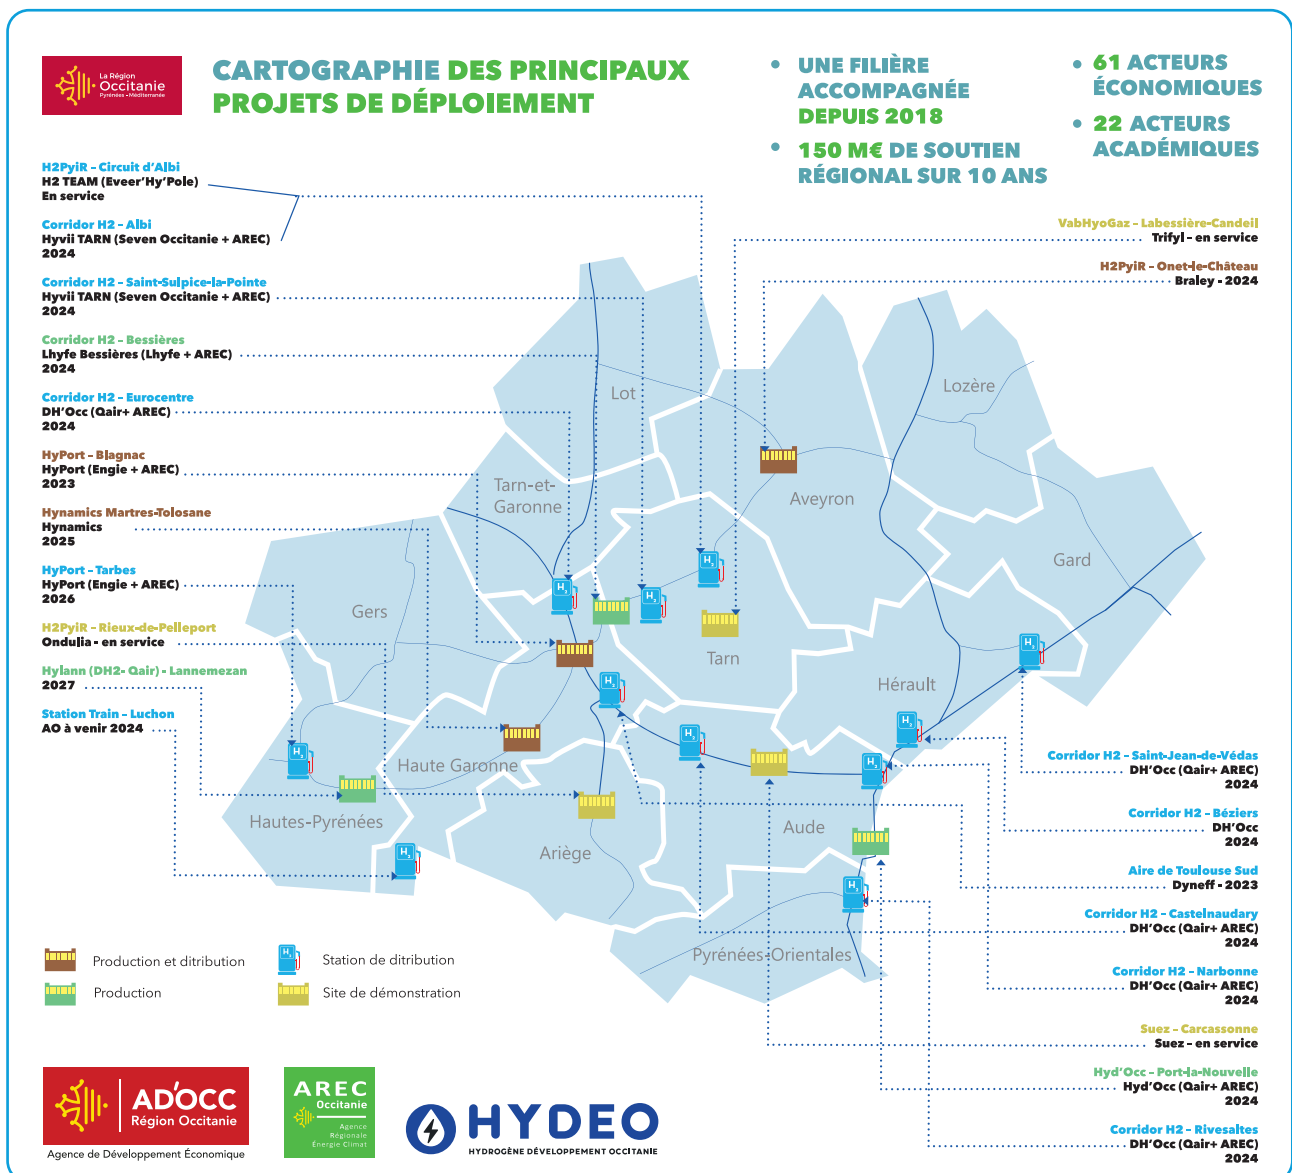 La Région
Occitanie
Pyrénées - Méditerranée
CARTOGRAPHIE DES PRINCIPAUX
PROJETS DE DÉPLOIEMENT
• UNE FILIÈRE
ACCOMPAGNÉE
DEPUIS 2018
• 150 M€ DE SOUTIEN
RÉGIONAL SUR 10 ANS
• 61 ACTEURS
ÉCONOMIQUES
• 22 ACTEURS
ACADÉMIQUES
H2PyiR - Circuit d'Albi
H2 TEAM (Eveer'Hy'Pole)
En service
Corridor H2 - Albi
Hyvii TARN (Seven Occitanie + AREC)
2024
Corridor H2 - Saint-Sulpice-la-Pointe
Hyvii TARN (Seven Occitanie + AREC)
2024
Corridor H2 - Bessières
Lhyfe Bessières (Lhyfe + AREC)
2024
Corridor H2 - Eurocentre
DH'Occ (Qair+ AREC)
2024
HyPort - Blagnac
HyPort (Engie + AREC)
2023
Hynamics Martres-Tolosane
Hynamics
2025
HyPort - Tarbes
HyPort (Engie + AREC)
2026
H2PyiR - Rieux-de-Pelleport
Ondulia - en service
Hylann (DH2- Qair) - Lannemezan
2027
Station Train - Luchon
AO à venir 2024
VabHyoGaz - Labessière-Candeil
Trifyl - en service
H2PyiR - Onet-le-Château
Braley - 2024
Lot
Lozère
Aveyron
Tarn-et-
Garonne
Gard
Gers
Tarn
Hérault
Haute Garonne
Hautes-Pyrénées
Ariège
Aude
Pyrénées-Orientales
H2
H2
H2
H2
H2
H2
H2
H2
H2
H2
H2
Corridor H2 - Saint-Jean-de-Védas
DH'Occ (Qair+ AREC)
2024
Corridor H2 - Béziers
DH'Occ
2024
Aire de Toulouse Sud
Dyneff - 2023
Corridor H2 - Castelnaudary
DH'Occ (Qair+ AREC)
2024
Corridor H2 - Narbonne
DH'Occ (Qair+ AREC)
2024
Suez - Carcassonne
Suez - en service
Hyd'Occ - Port-la-Nouvelle
Hyd'Occ (Qair+ AREC)
2024
Corridor H2 - Rivesaltes
DH'Occ (Qair+ AREC)
2024
Production et ditribution
H2
Station de ditribution
Production
Site de démonstration
AD'OCC
Région Occitanie
Agence de Développement Économique
AREC
Occitanie
Agence
Régionale
Énergie Climat
HYDEO
HYDROGÈNE DÉVELOPPEMENT OCCITANIE